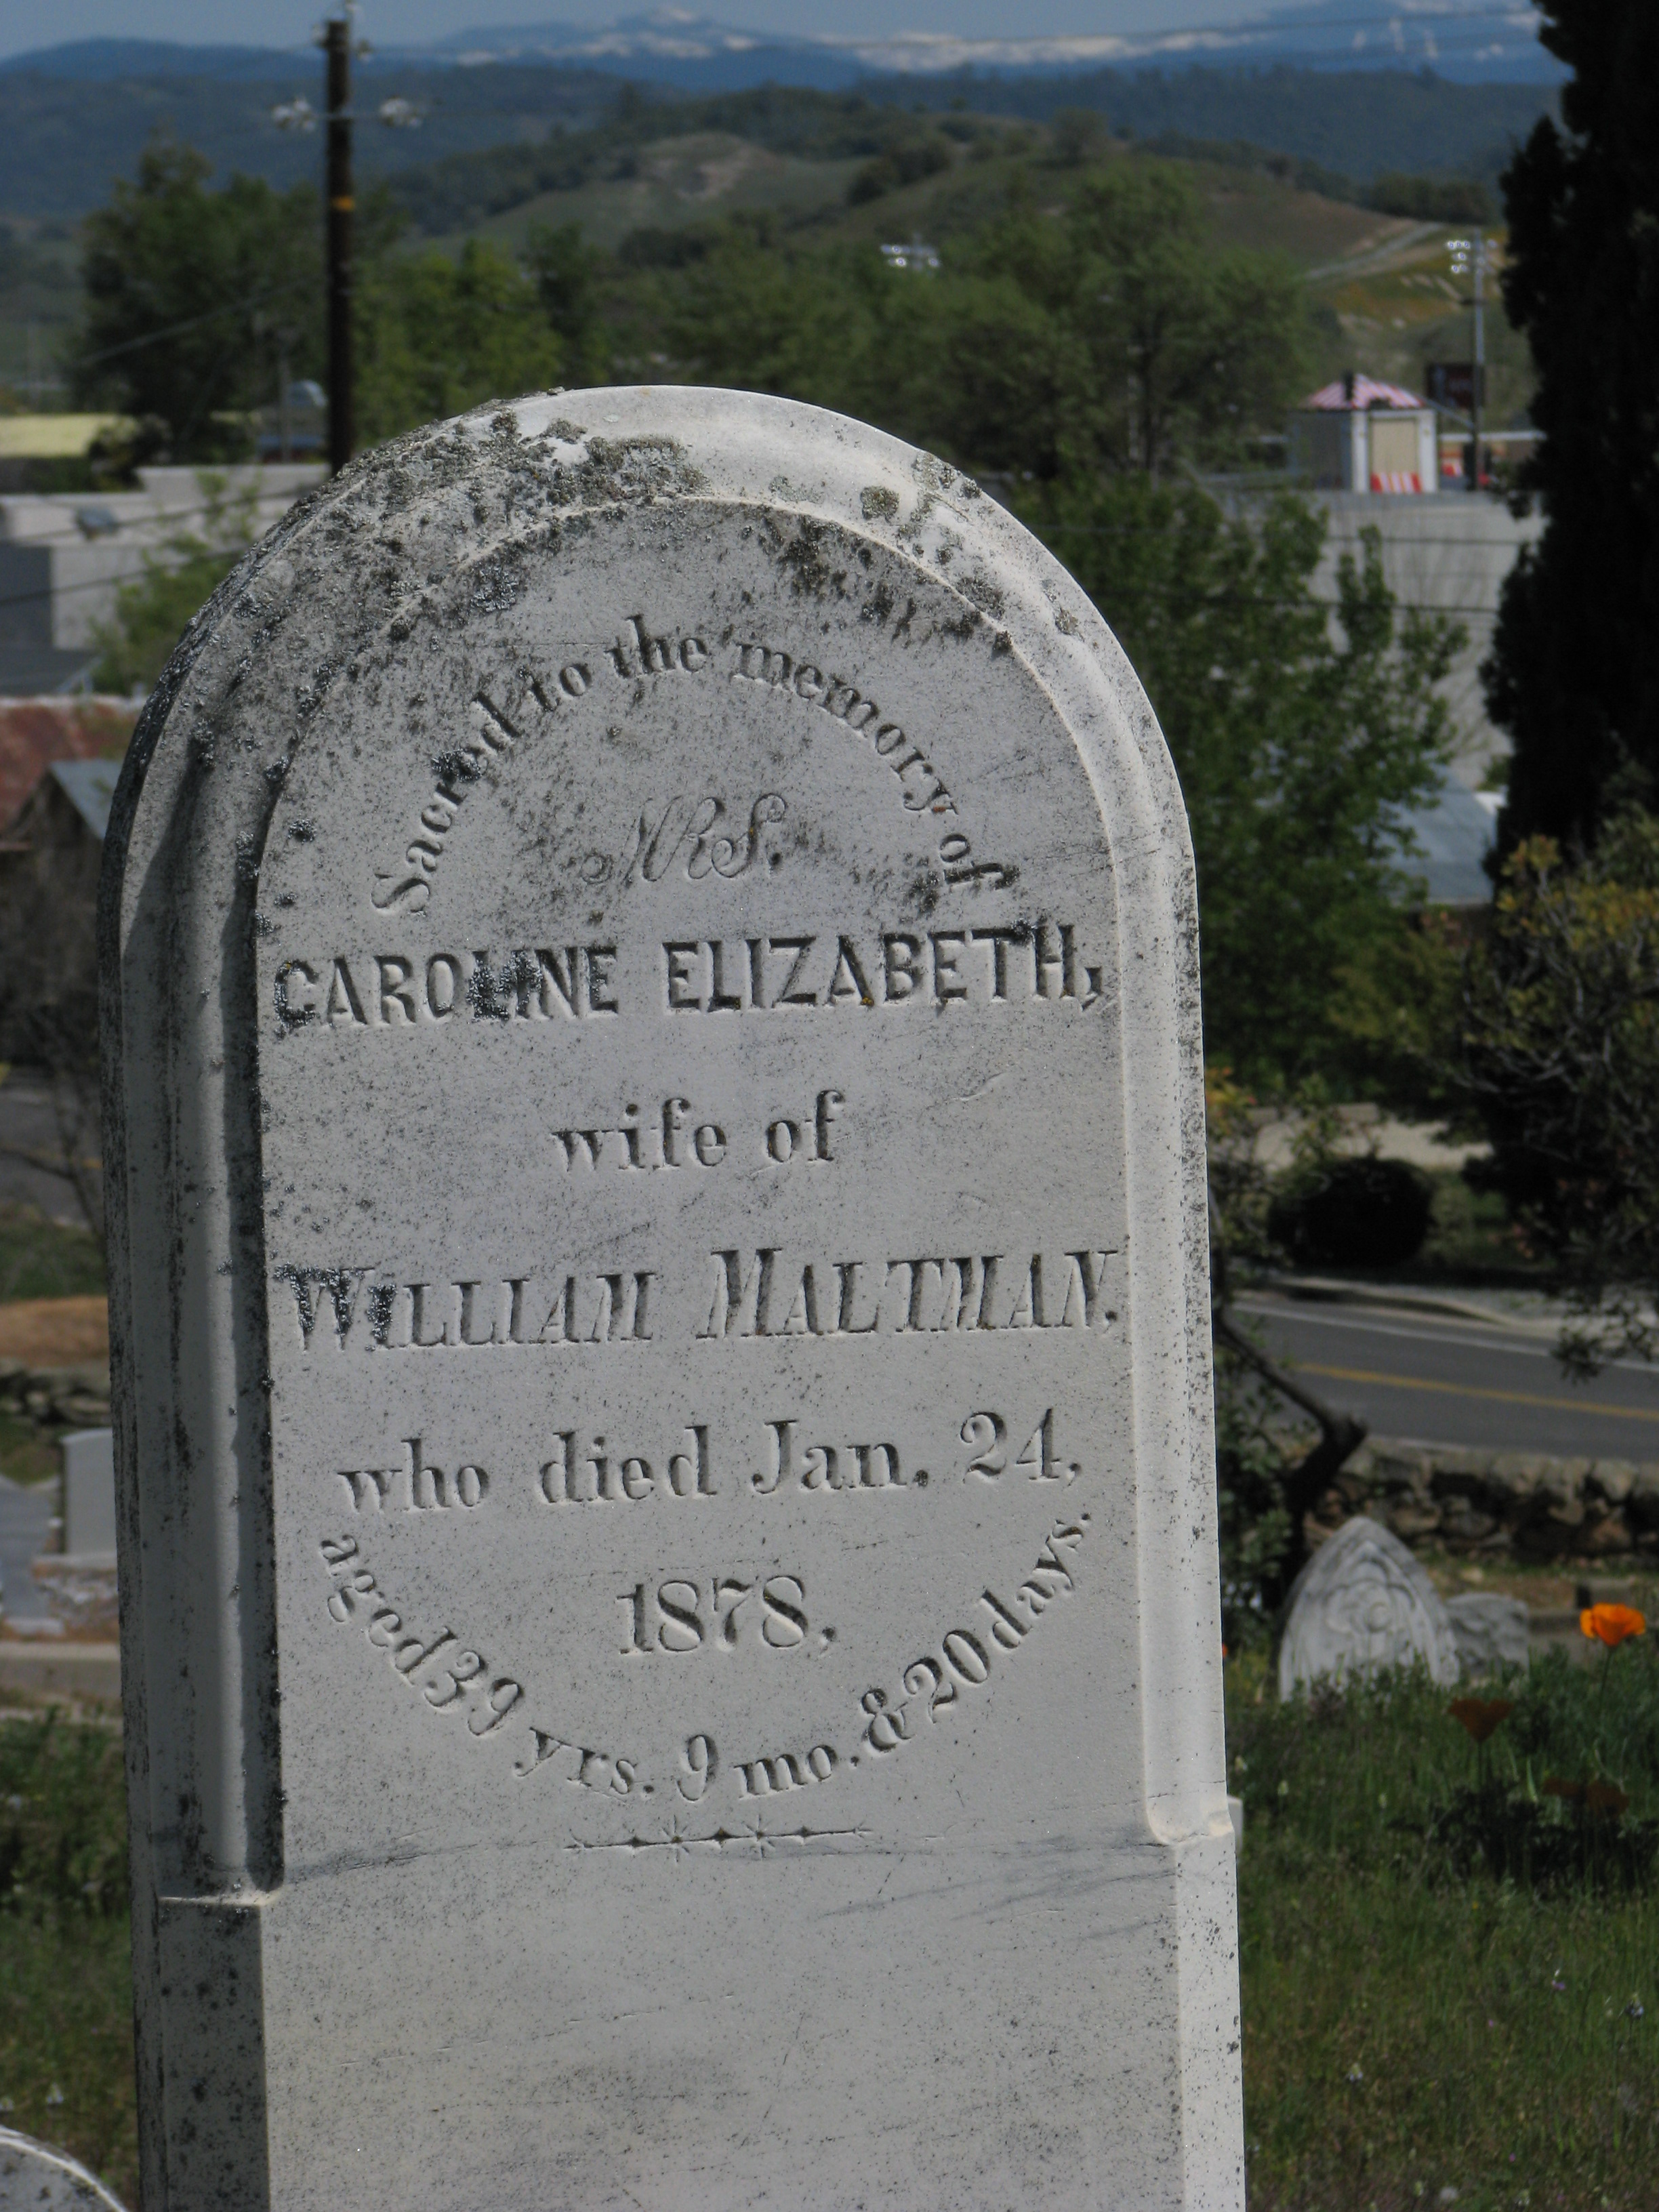 Sacred to the memory of
MRS.
CAROLINE ELIZABETH,
wife of
WILLIAM MALTMAN,
who died Jan. 24,
1878,
aged 39 yrs. 9 mo. & 20 days.